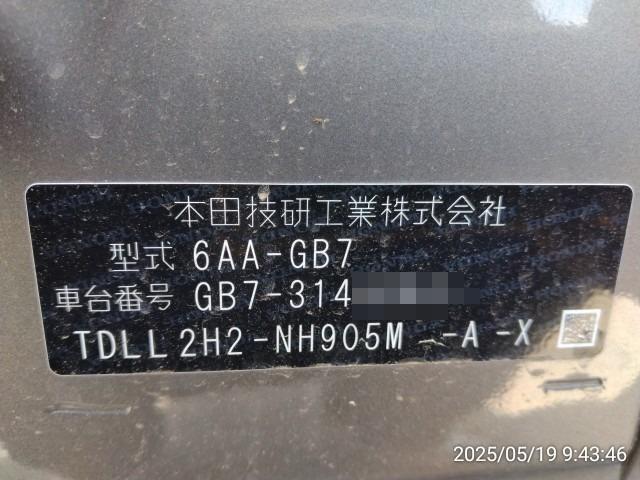 本田技研工業株式会社
型式 6AA-GB7
車台番号 GB7-314
TDLL2H2-NH905M -A -X
2025/05/19 9:43:46